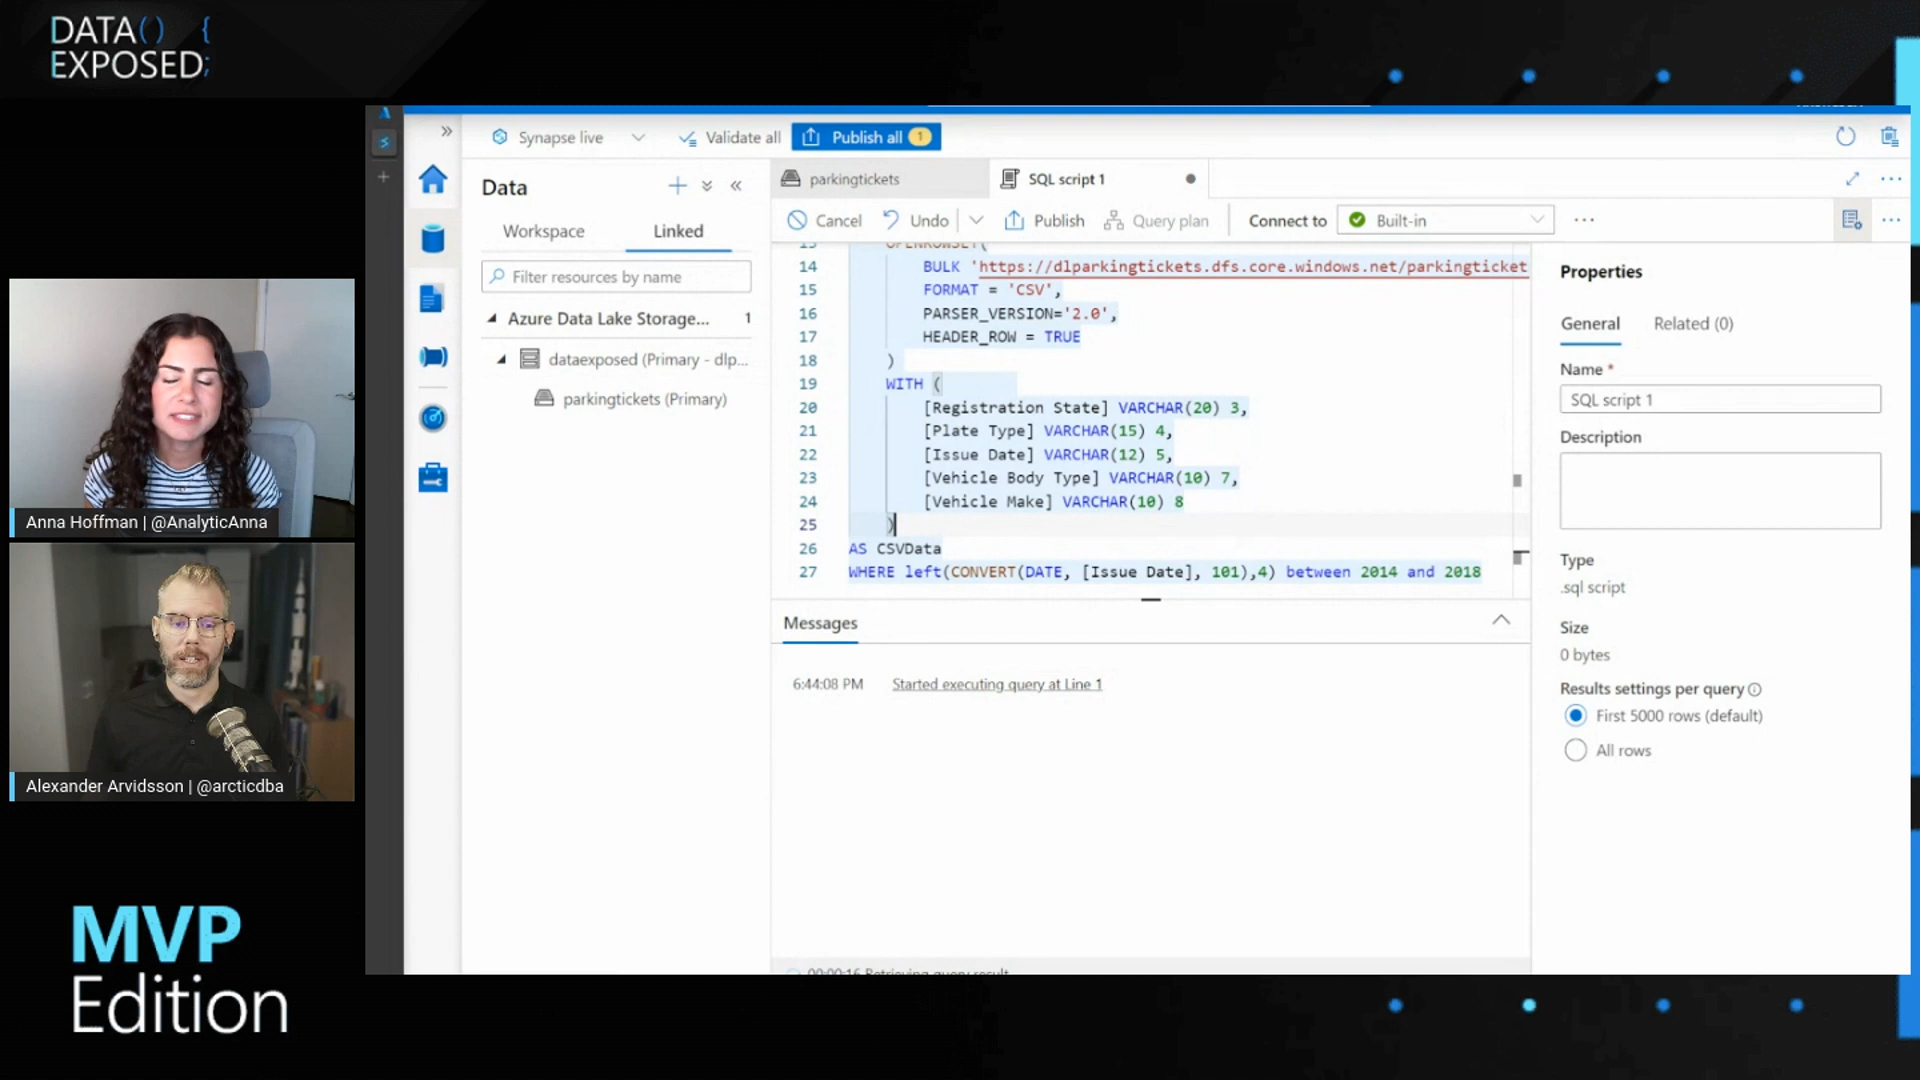 DATA() {
EXPOSED;
Synapse live
Validate all
Publish all 1
Data
parkingtickets
SQL script 1
Workspace
Linked
Cancel
Undo
Publish
Query plan
Connect to
Built-in
Filter resources by name
Azure Data Lake Storage... 1
dataexposed (Primary - dlp...
parkingtickets (Primary)
13 OPENROWSET(
14 BULK 'https://dlparkingtickets.dfs.core.windows.net/parkingticket
15 FORMAT = 'CSV',
16 PARSER_VERSION='2.0',
17 HEADER_ROW = TRUE
18 )
19 WITH (
20 [Registration State] VARCHAR(20) 3,
21 [Plate Type] VARCHAR(15) 4,
22 [Issue Date] VARCHAR(12) 5,
23 [Vehicle Body Type] VARCHAR(10) 7,
24 [Vehicle Make] VARCHAR(10) 8
25 )
26 AS CSVData
27 WHERE left(CONVERT(DATE, [Issue Date], 101),4) between 2014 and 2018
Messages
6:44:08 PM Started executing query at Line 1
00:00:16 Retrieving query result
Properties
General
Related (0)
Name *
SQL script 1
Description
Type
.sql script
Size
0 bytes
Results settings per query
First 5000 rows (default)
All rows
Anna Hoffman | @AnalyticAnna
Alexander Arvidsson | @arcticdba
MVP
Edition